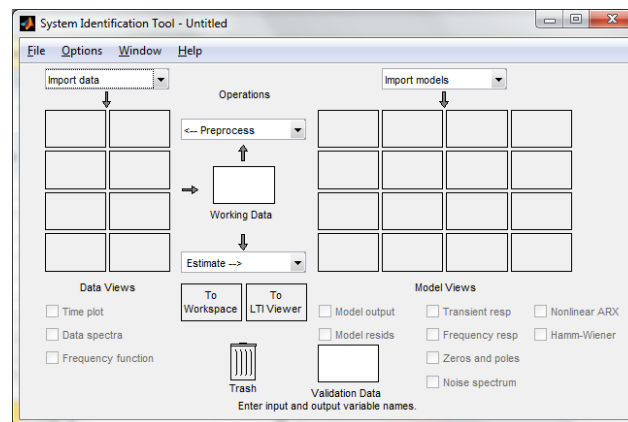 System Identification Tool - Untitled
File Options Window Help
Import data
Import models
Operations
<-- Preprocess
Working Data
Estimate -->
Data Views
To Workspace
To LTI Viewer
Model Views
Time plot
Data spectra
Frequency function
Model output
Model resids
Transient resp
Frequency resp
Zeros and poles
Noise spectrum
Nonlinear ARX
Hamm-Wiener
Trash
Validation Data
Enter input and output variable names.